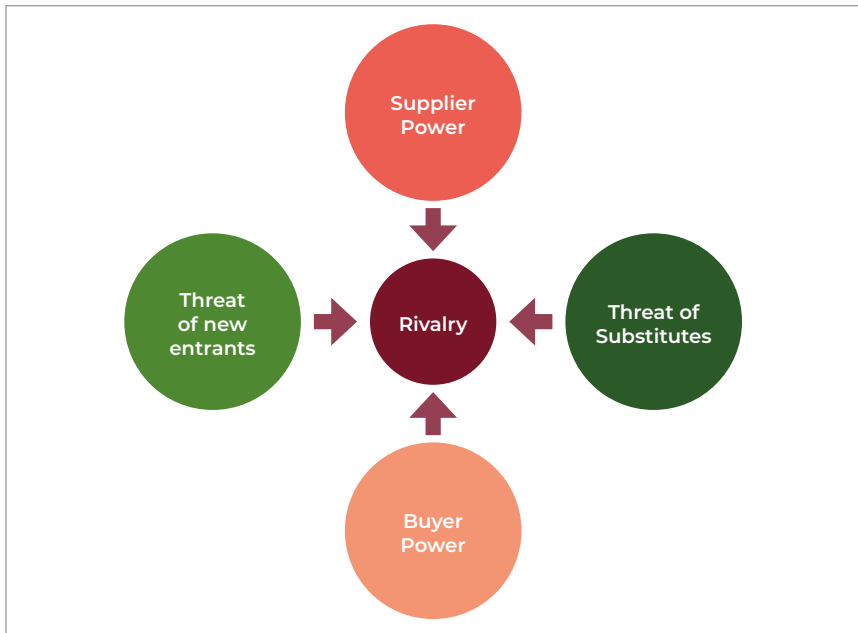 Supplier
Power
Threat
of new
entrants
Rivalry
Threat of
Substitutes
Buyer
Power